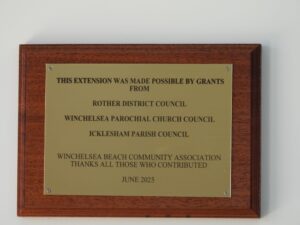 THIS EXTENSION WAS MADE POSSIBLE BY GRANTS
FROM
ROTHER DISTRICT COUNCIL
WINCHELSEA PAROCHIAL CHURCH COUNCIL
ICKLESHAM PARISH COUNCIL
WINCHELSEA BEACH COMMUNITY ASSOCIATION
THANKS ALL THOSE WHO CONTRIBUTED
JUNE 2023